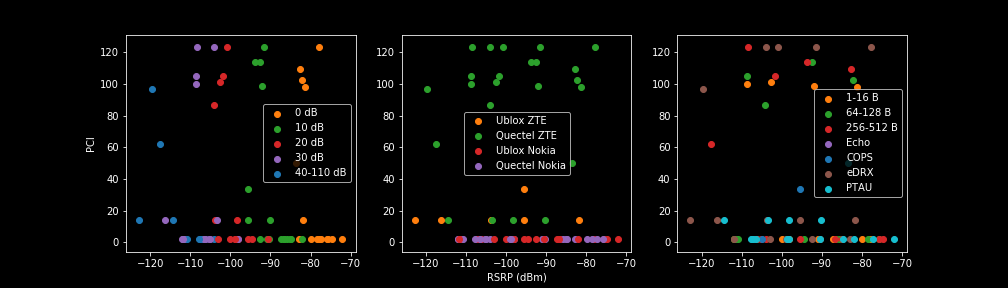 120
100
80
60
40
20
0
PCI
−120
−110
−100
−90
−80
−70
0 dB
10 dB
20 dB
30 dB
40-110 dB
120
100
80
60
40
20
0
−120
−110
−100
−90
−80
−70
RSRP (dBm)
Ublox ZTE
Quectel ZTE
Ublox Nokia
Quectel Nokia
120
100
80
60
40
20
0
−120
−110
−100
−90
−80
−70
1-16 B
64-128 B
256-512 B
Echo
COPS
eDRX
PTAU